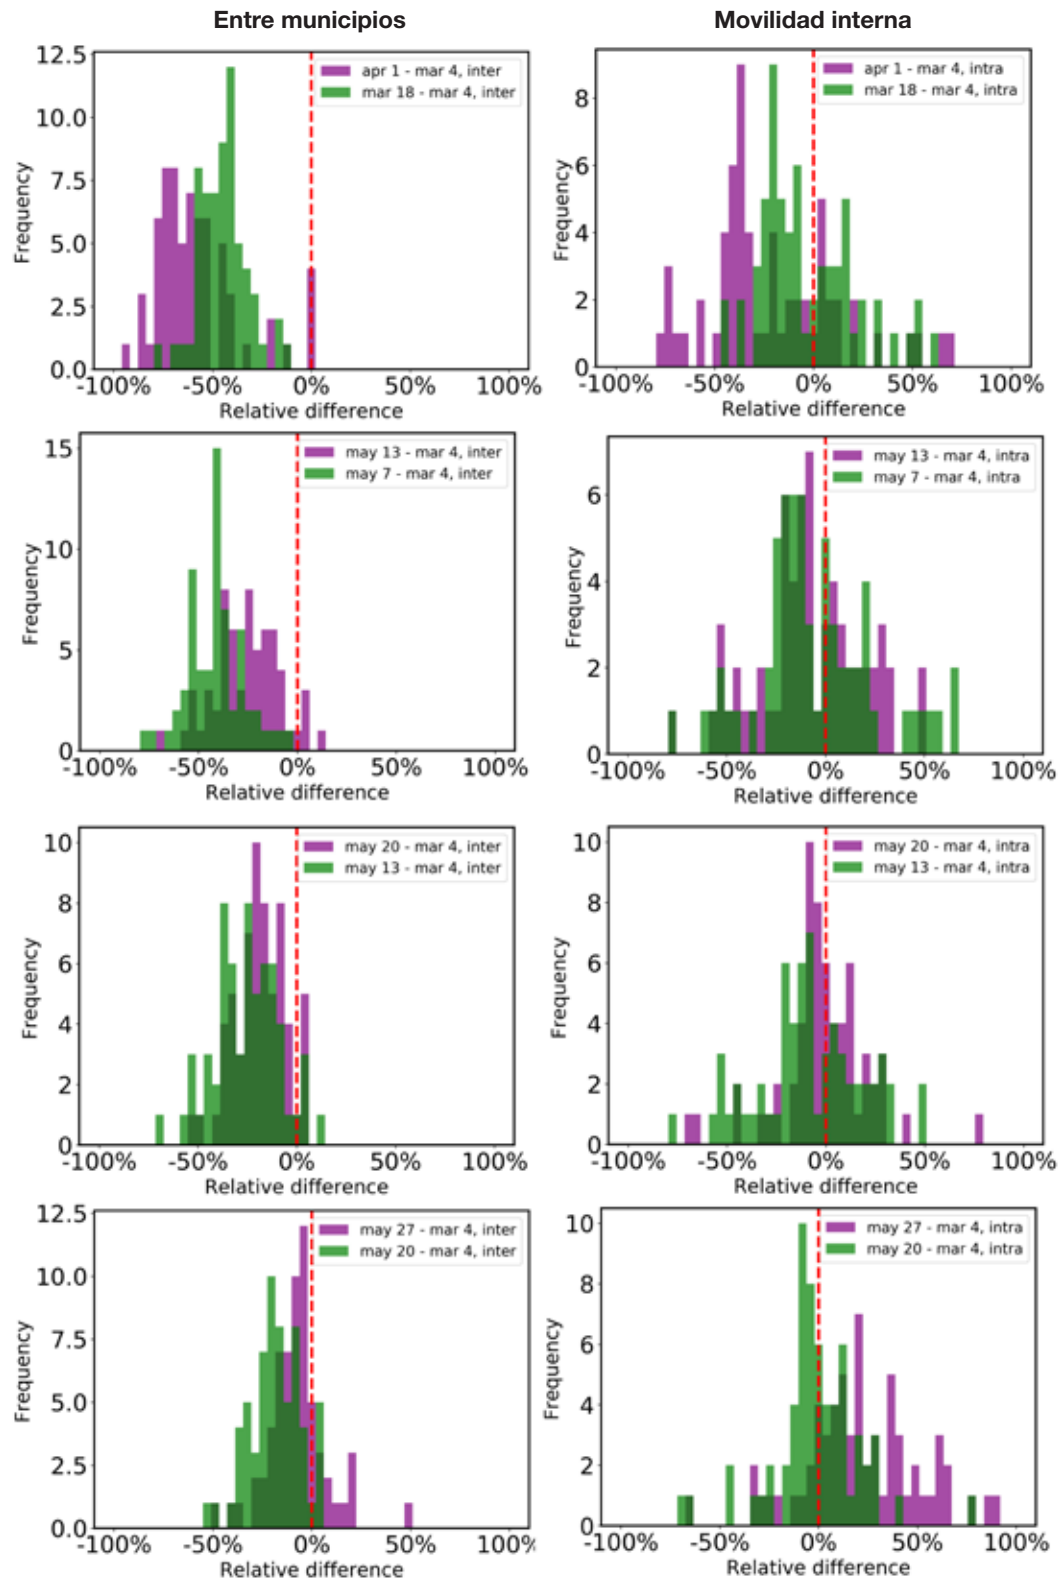 Entre municipios
Movilidad interna
12.5
10.0
7.5
5.0
2.5
0.0
Frequency
apr 1 - mar 4, inter
mar 18 - mar 4, inter
-100% -50% 0% 50% 100%
Relative difference
8
6
4
2
0
Frequency
apr 1 - mar 4, intra
mar 18 - mar 4, intra
-100% -50% 0% 50% 100%
Relative difference
15
10
5
0
Frequency
may 13 - mar 4, inter
may 7 - mar 4, inter
-100% -50% 0% 50% 100%
Relative difference
6
4
2
0
Frequency
may 13 - mar 4, intra
may 7 - mar 4, intra
-100% -50% 0% 50% 100%
Relative difference
10
8
6
4
2
0
Frequency
may 20 - mar 4, inter
may 13 - mar 4, inter
-100% -50% 0% 50% 100%
Relative difference
10
8
6
4
2
0
Frequency
may 20 - mar 4, intra
may 13 - mar 4, intra
-100% -50% 0% 50% 100%
Relative difference
12.5
10.0
7.5
5.0
2.5
0.0
Frequency
may 27 - mar 4, inter
may 20 - mar 4, inter
-100% -50% 0% 50% 100%
Relative difference
10
8
6
4
2
0
Frequency
may 27 - mar 4, intra
may 20 - mar 4, intra
-100% -50% 0% 50% 100%
Relative difference